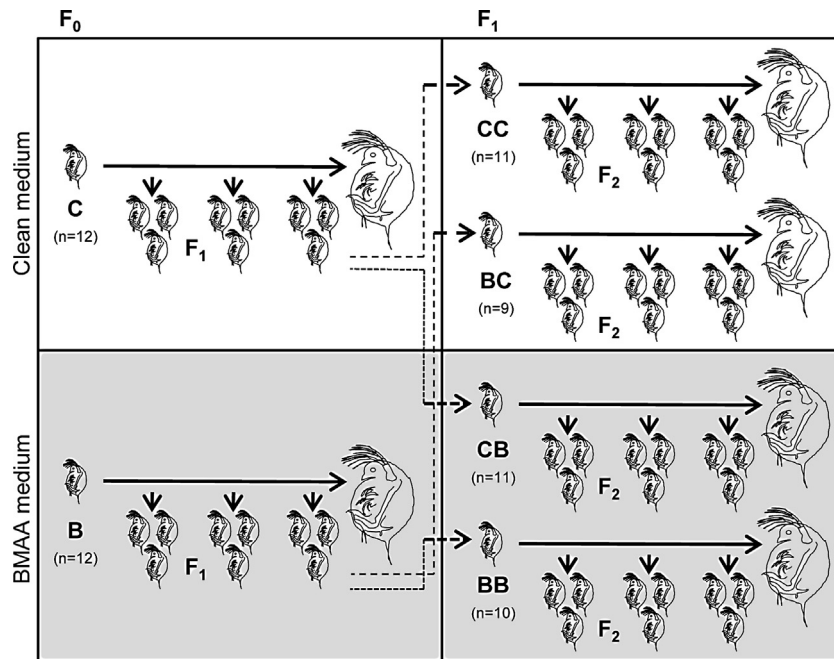 F0
F1
Clean medium
C
(n=12)
F1
CC
(n=11)
F2
BC
(n=9)
F2
BMAA medium
B
(n=12)
F1
CB
(n=11)
F2
BB
(n=10)
F2